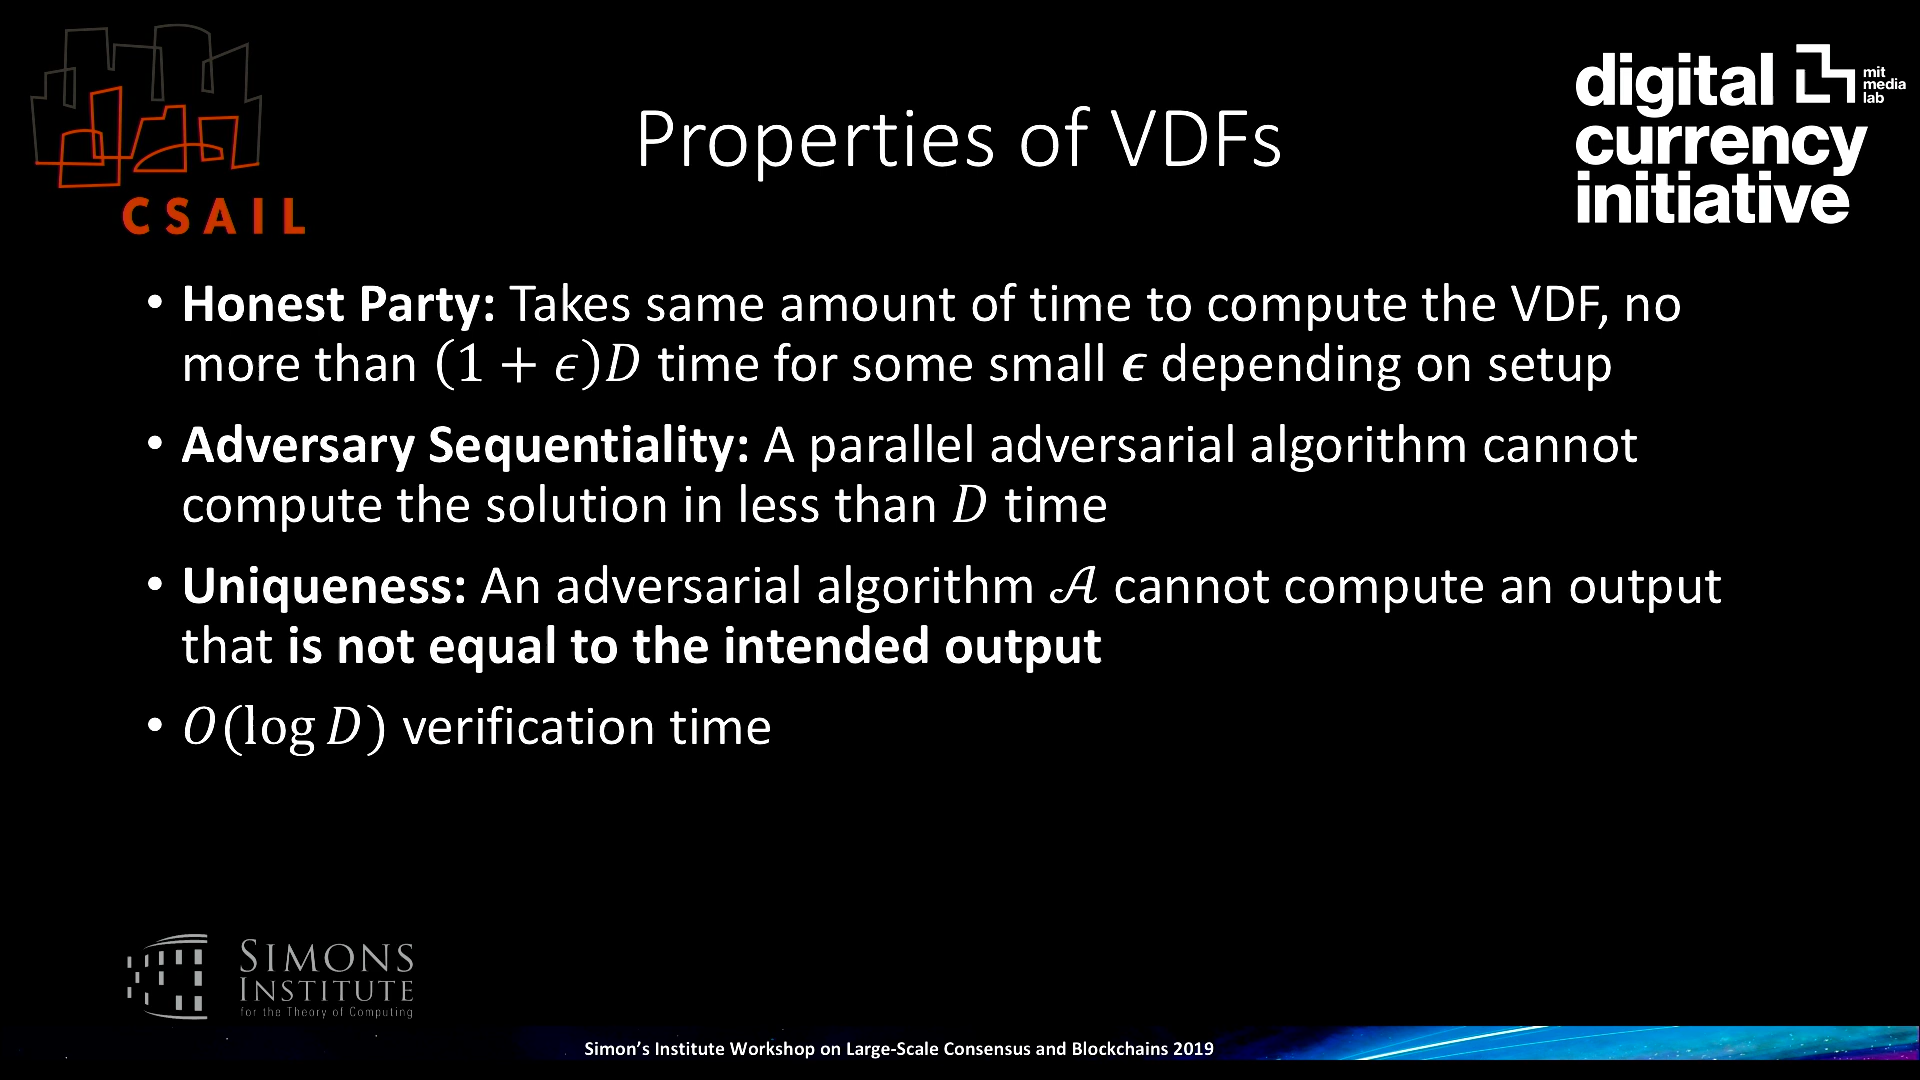 CSAIL
Properties of VDFs
digital
currency
initiative
mit
media
lab
• Honest Party: Takes same amount of time to compute the VDF, no
more than (1 + ϵ)D time for some small ϵ depending on setup
• Adversary Sequentiality: A parallel adversarial algorithm cannot
compute the solution in less than D time
• Uniqueness: An adversarial algorithm 𝒜 cannot compute an output
that is not equal to the intended output
• O(log D) verification time
SIMONS
INSTITUTE
for the Theory of Computing
Simon’s Institute Workshop on Large-Scale Consensus and Blockchains 2019